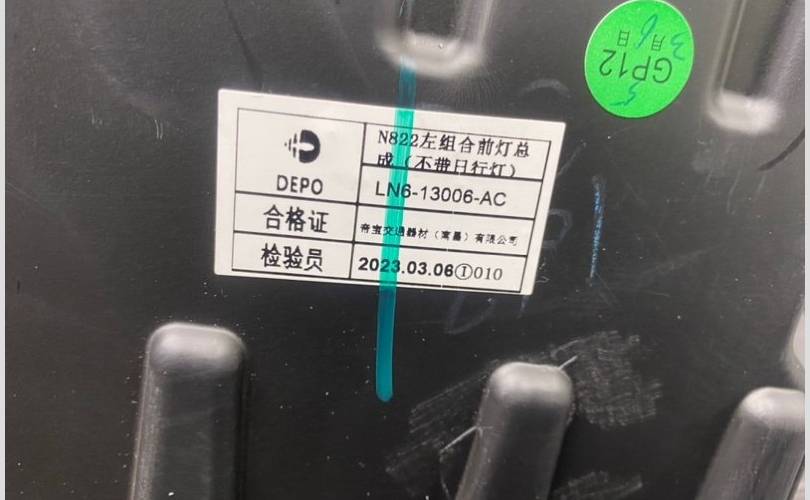 DEPO
N822左组合前灯总
成（不带日行灯）
LN6-13006-AC
合格证
帝宝交通器材（南昌）有限公司
检验员
2023.03.06①010
GP12
3月6日